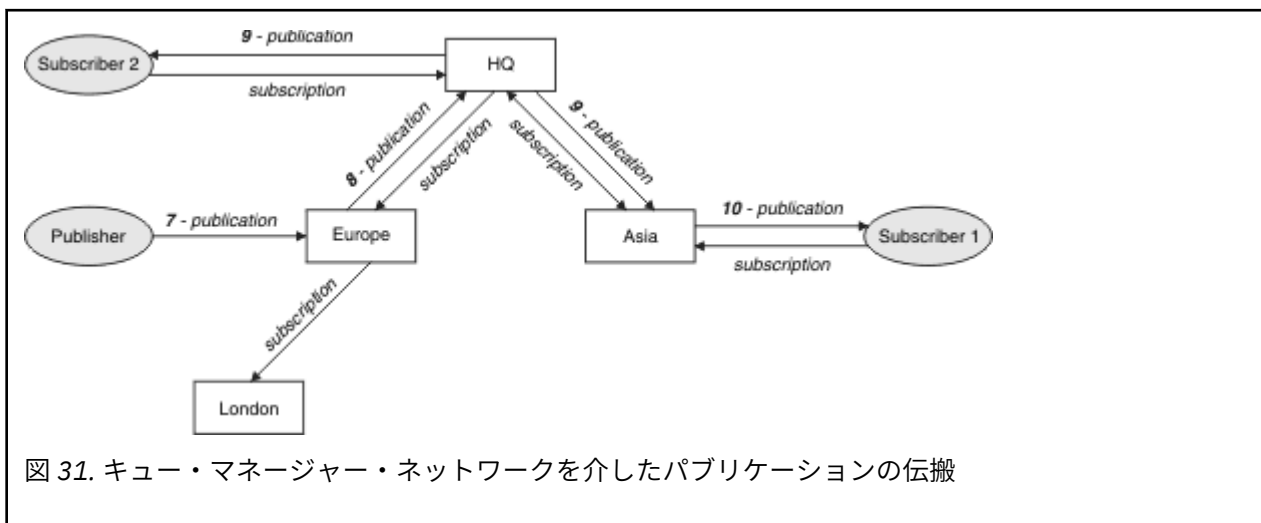 9 - publication
Subscriber 2
HQ
subscription
8 - publication
subscription
subscription
9 - publication
Publisher
7 - publication
Europe
Asia
10 - publication
Subscriber 1
subscription
subscription
London
図 31. キュー・マネージャー・ネットワークを介したパブリケーションの伝搬